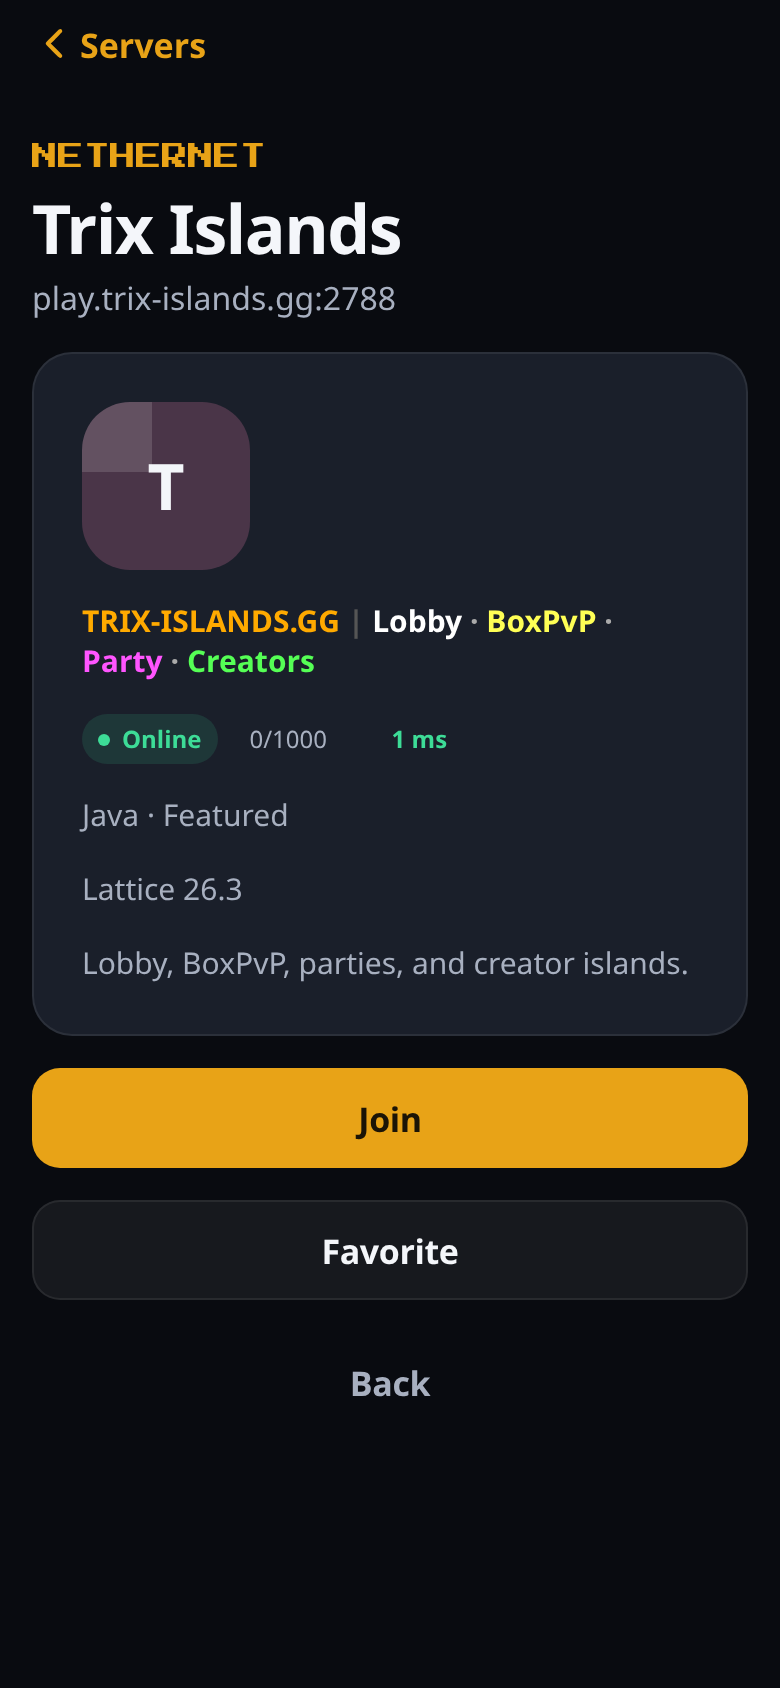 Servers
NETHERNET
Trix Islands
play.trix-islands.gg:2788
T
TRIX-ISLANDS.GG | Lobby · BoxPvP ·
Party · Creators
Online 0/1000 1 ms
Java · Featured
Lattice 26.3
Lobby, BoxPvP, parties, and creator islands.
Join
Favorite
Back